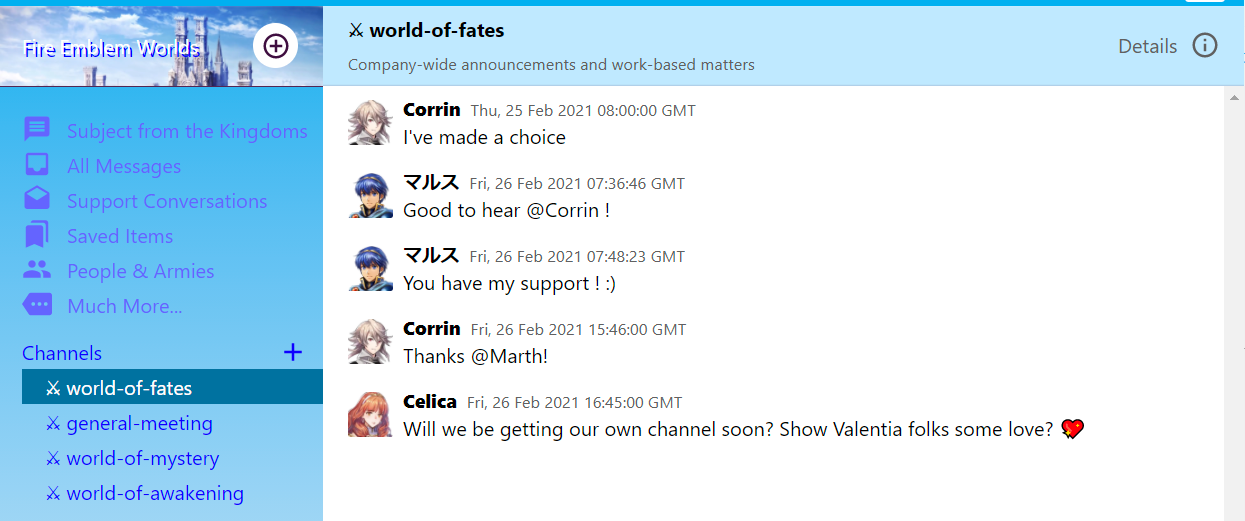 Fire Emblem Worlds
Subject from the Kingdoms
All Messages
Support Conversations
Saved Items
People & Armies
Much More...
Channels
⚔ world-of-fates
⚔ general-meeting
⚔ world-of-mystery
⚔ world-of-awakening
⚔ world-of-fates
Company-wide announcements and work-based matters
Details
Corrin Thu, 25 Feb 2021 08:00:00 GMT
I've made a choice
マルス Fri, 26 Feb 2021 07:36:46 GMT
Good to hear @Corrin !
マルス Fri, 26 Feb 2021 07:48:23 GMT
You have my support ! :)
Corrin Fri, 26 Feb 2021 15:46:00 GMT
Thanks @Marth!
Celica Fri, 26 Feb 2021 16:45:00 GMT
Will we be getting our own channel soon? Show Valentia folks some love? 💖